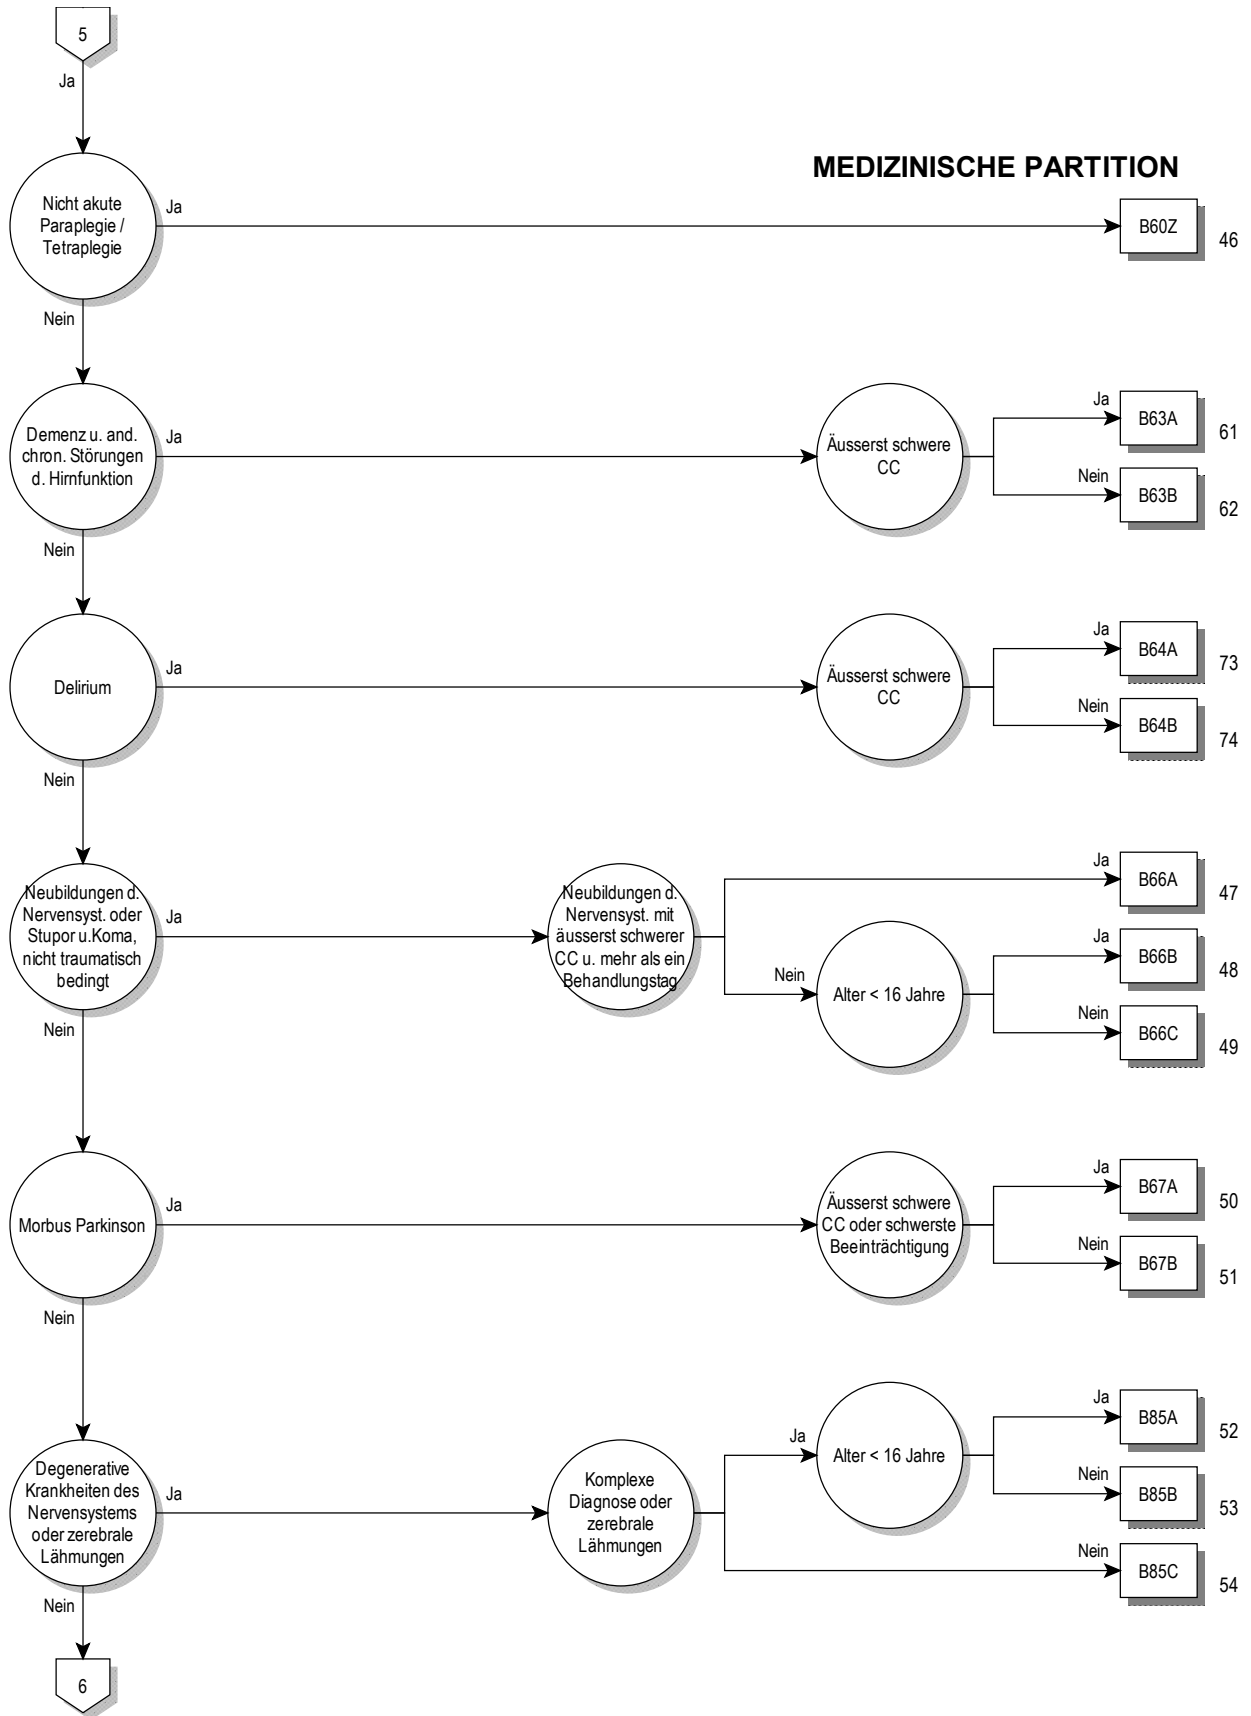 5
Ja
MEDIZINISCHE PARTITION
Nicht akute
Paraplegie /
Tetraplegie
Ja
B60Z
46
Nein
Demenz u. and.
chron. Störungen
d. Hirnfunktion
Ja
Äusserst schwere
CC
Ja
B63A
61
Nein
B63B
62
Nein
Delirium
Ja
Äusserst schwere
CC
Ja
B64A
73
Nein
B64B
74
Nein
Neubildungen d.
Nervensyst. oder
Stupor u.Koma,
nicht traumatisch
bedingt
Ja
Neubildungen d.
Nervensyst. mit
äusserst schwerer
CC u. mehr als ein
Behandlungstag
Ja
B66A
47
Nein
Alter < 16 Jahre
Ja
B66B
48
Nein
B66C
49
Nein
Morbus Parkinson
Ja
Äusserst schwere
CC oder schwerste
Beeinträchtigung
Ja
B67A
50
Nein
B67B
51
Nein
Degenerative
Krankheiten des
Nervensystems
oder zerebrale
Lähmungen
Ja
Komplexe
Diagnose oder
zerebrale
Lähmungen
Ja
Alter < 16 Jahre
Ja
B85A
52
Nein
B85B
53
Nein
B85C
54
Nein
6